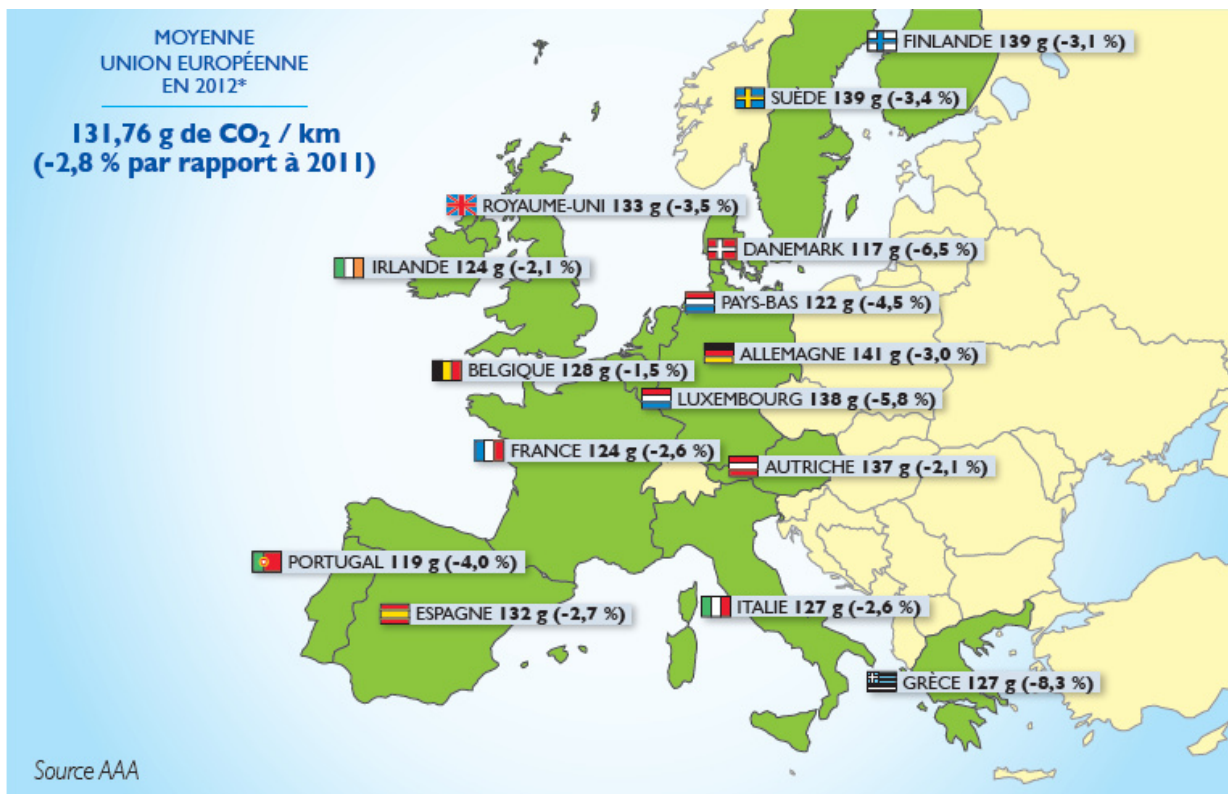 MOYENNE
UNION EUROPÉENNE
EN 2012*
131,76 g de CO₂ / km
(-2,8 % par rapport à 2011)
FINLANDE 139 g (-3,1 %)
SUÈDE 139 g (-3,4 %)
ROYAUME-UNI 133 g (-3,5 %)
DANEMARK 117 g (-6,5 %)
IRLANDE 124 g (-2,1 %)
PAYS-BAS 122 g (-4,5 %)
ALLEMAGNE 141 g (-3,0 %)
BELGIQUE 128 g (-1,5 %)
LUXEMBOURG 138 g (-5,8 %)
FRANCE 124 g (-2,6 %)
AUTRICHE 137 g (-2,1 %)
PORTUGAL 119 g (-4,0 %)
ESPAGNE 132 g (-2,7 %)
ITALIE 127 g (-2,6 %)
GRÈCE 127 g (-8,3 %)
Source AAA